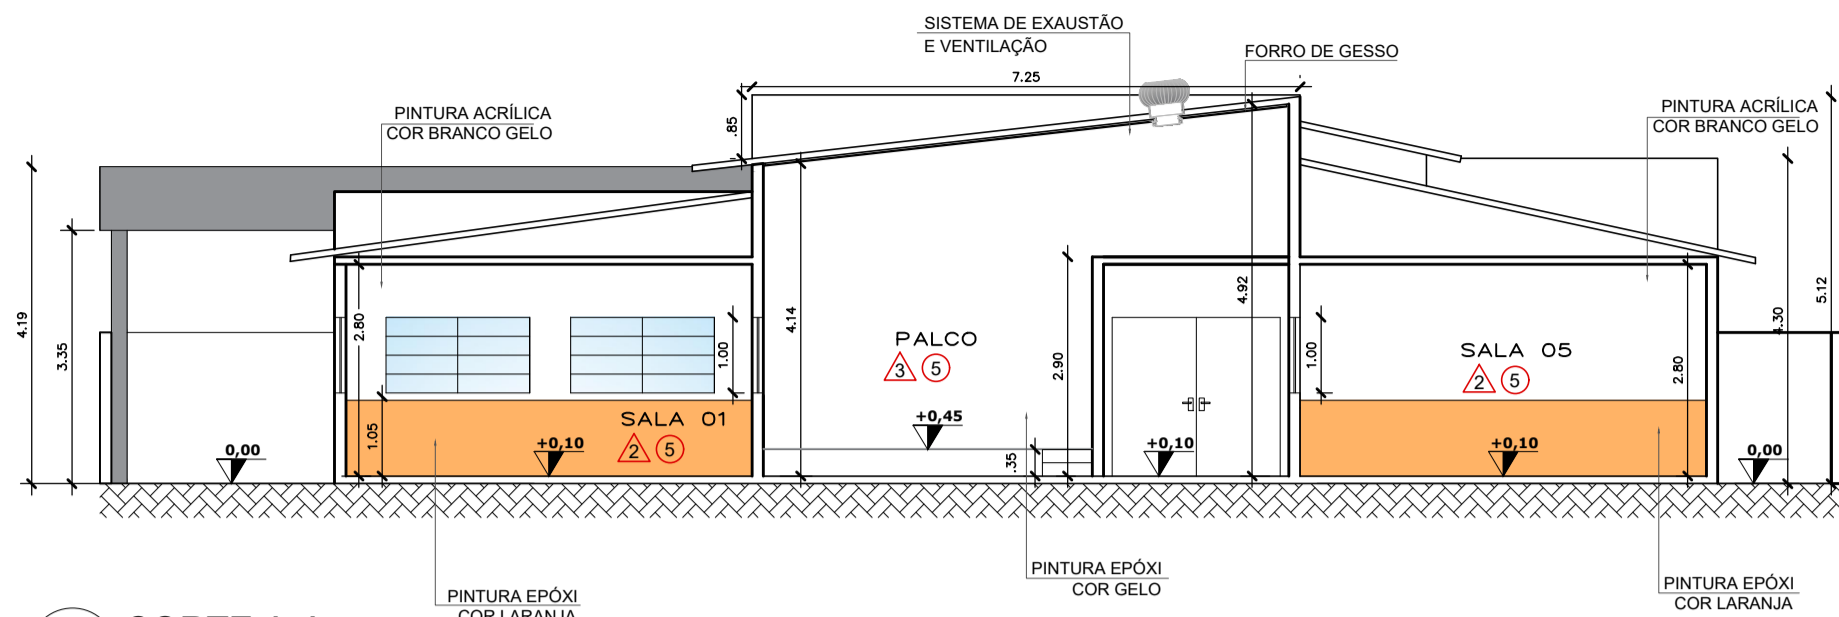 SISTEMA DE EXAUSTÃO
E VENTILAÇÃO
FORRO DE GESSO
7.25
PINTURA ACRÍLICA
COR BRANCO GELO
PINTURA ACRÍLICA
COR BRANCO GELO
.85
4.19
3.35
2.80
1.00
4.14
2.90
4.92
1.00
2.80
4.30
5.12
PALCO
3 5
SALA 05
2 5
SALA 01
2 5
1.05
+0,45
.35
0,00
+0,10
+0,10
+0,10
0,00
PINTURA EPÓXI
COR GELO
PINTURA EPÓXI
COR LARANJA
PINTURA EPÓXI
COR LARANJA